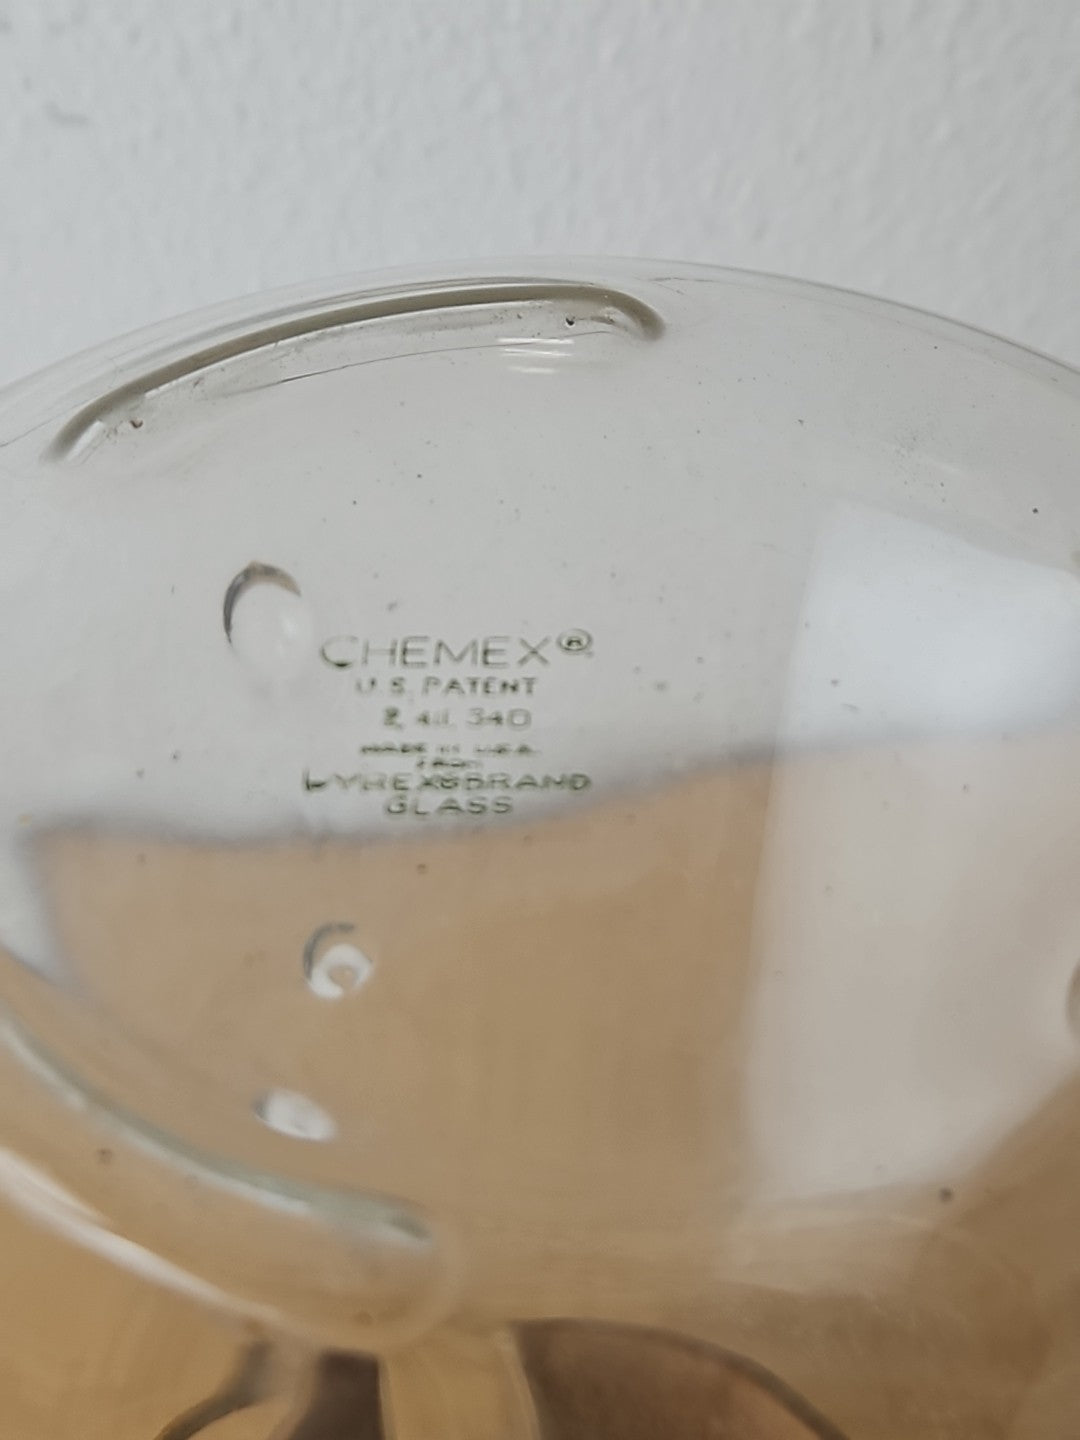 CHEMEX®
U.S. PATENT
2,411,340
MADE IN U.S.A.
FROM
PYREX® BRAND
GLASS